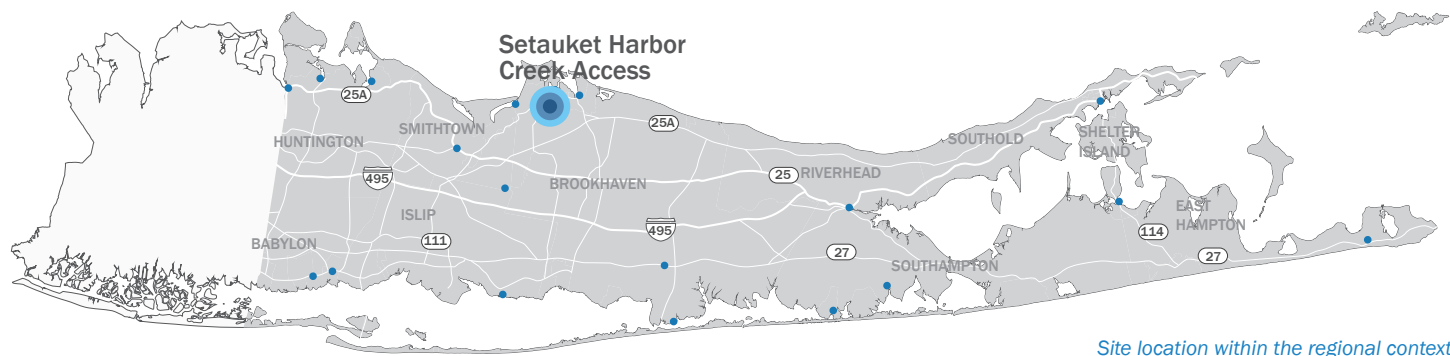 Setauket Harbor
Creek Access
25A
25A
SMITHTOWN
HUNTINGTON
SOUTHOLD
SHELTER
ISLAND
495
BROOKHAVEN
25
RIVERHEAD
ISLIP
EAST
HAMPTON
495
111
114
BABYLON
27
27
SOUTHAMPTON
Site location within the regional context